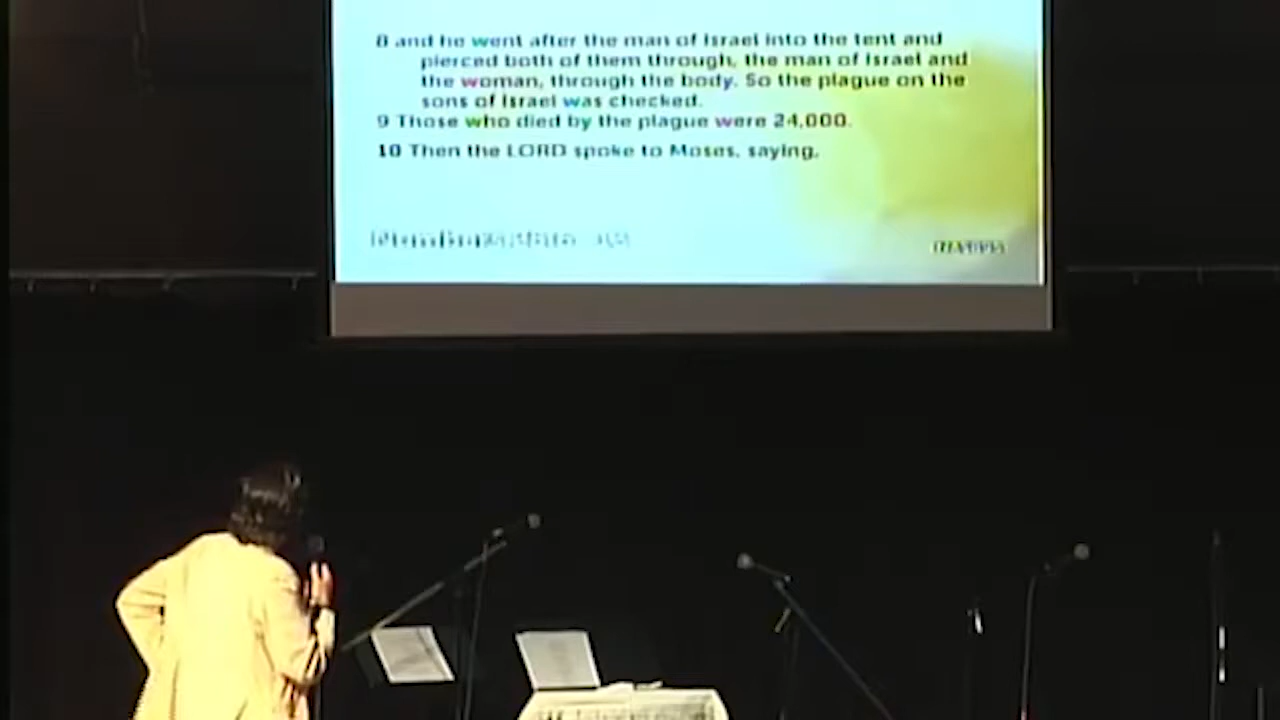 8 and he went after the man of Israel into the tent and
pierced both of them through, the man of Israel and
the woman, through the body. So the plague on the
sons of Israel was checked.
9 Those who died by the plague were 24,000.
10 Then the LORD spoke to Moses, saying,